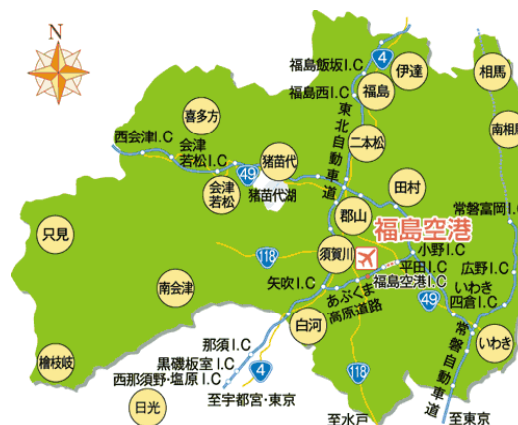 4
福島飯坂I.C
伊達
相馬
福島西I.C
福島
喜多方
東北自動車道
南相馬
二本松
西会津I.C
会津
若松I.C
49
猪苗代
会津
若松
猪苗代湖
田村
郡山
常磐富岡I.C
只見
福島空港
須賀川
118
小野I.C
平田I.C
広野I.C
福島空港I.C
南会津
矢吹I.C
あぶくま
高原道路
49
いわき
四倉I.C
白河
常磐自動車道
いわき
那須I.C
黒磯板室I.C
西那須野・塩原I.C
4
118
檜枝岐
日光
至宇都宮・東京
至水戸
至東京